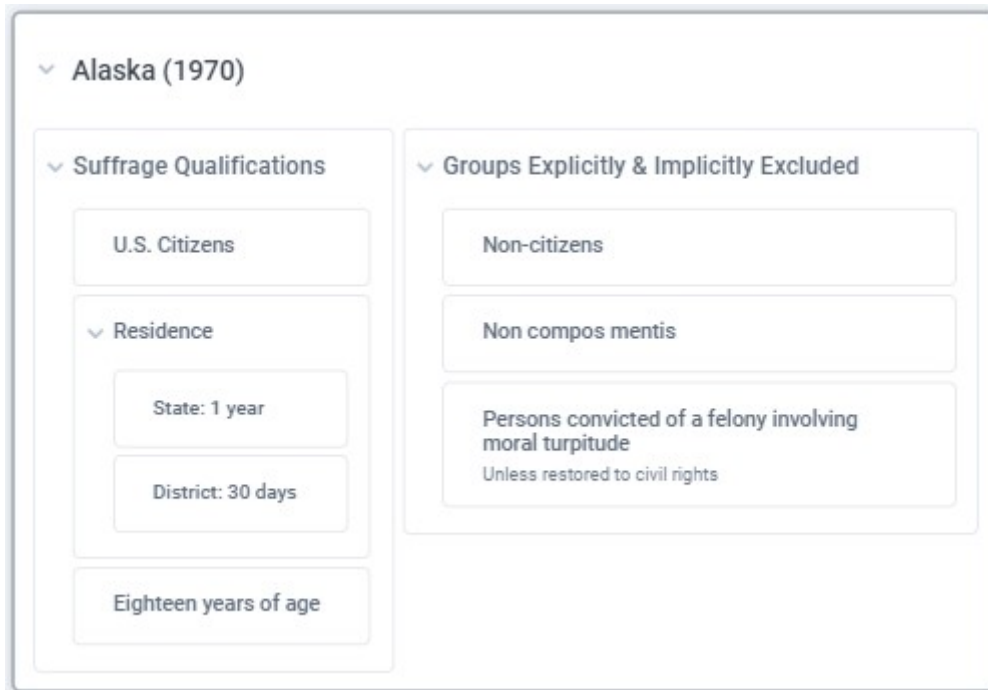 Alaska (1970)
Suffrage Qualifications
U.S. Citizens
Residence
State: 1 year
District: 30 days
Eighteen years of age
Groups Explicitly & Implicitly Excluded
Non-citizens
Non compos mentis
Persons convicted of a felony involving
moral turpitude
Unless restored to civil rights